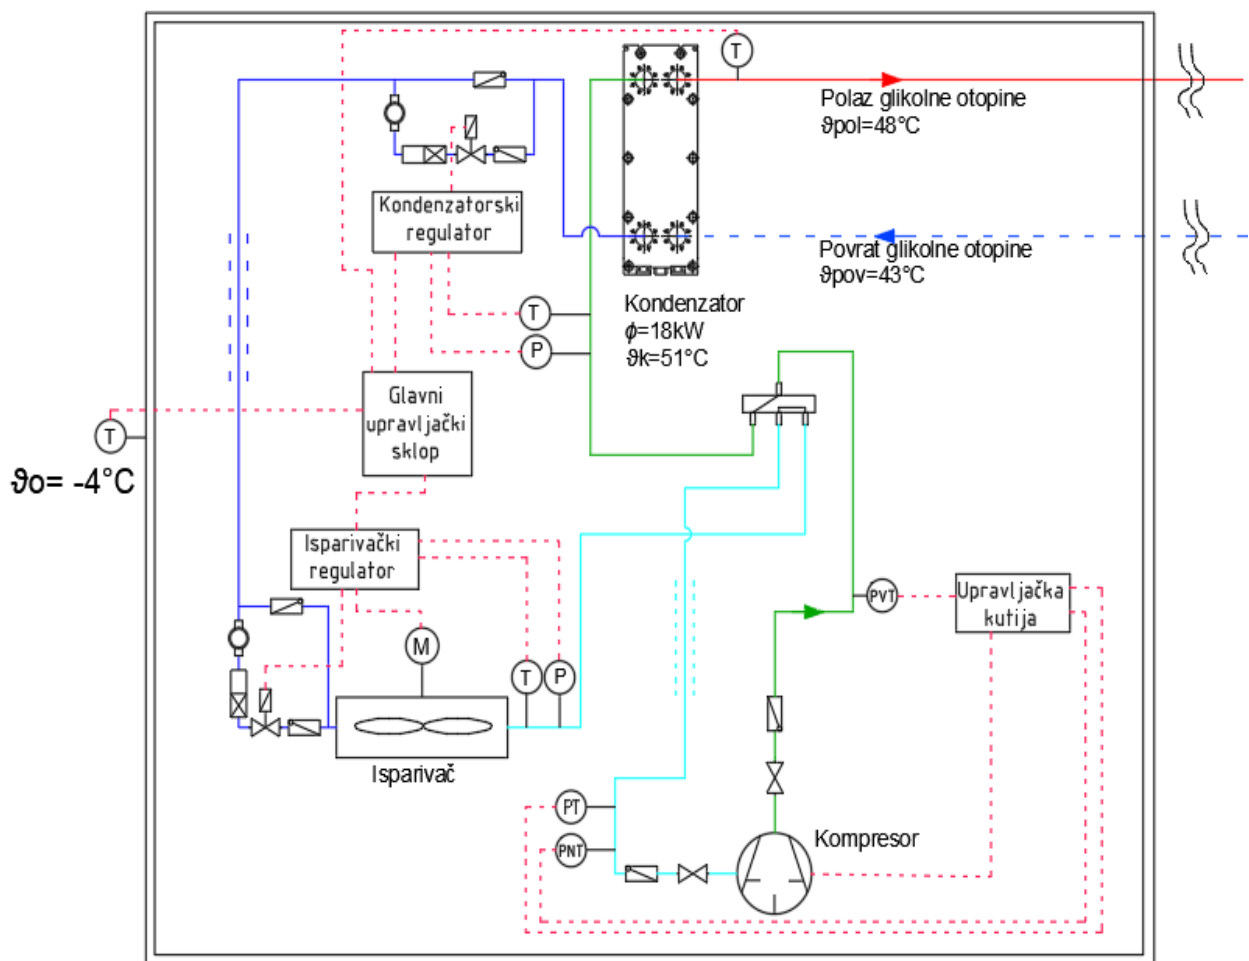 T
Polaz glikolne otopine
ϑpol=48°C
Kondenzatorski
regulator
Povrat glikolne otopine
ϑpov=43°C
Kondenzator
ϕ=18kW
ϑk=51°C
T
P
Glavni
upravljački
sklop
T
ϑo= -4°C
Isparivački
regulator
PVT
Upravljačka
kutija
M
T
P
Isparivač
PT
PNT
Kompresor